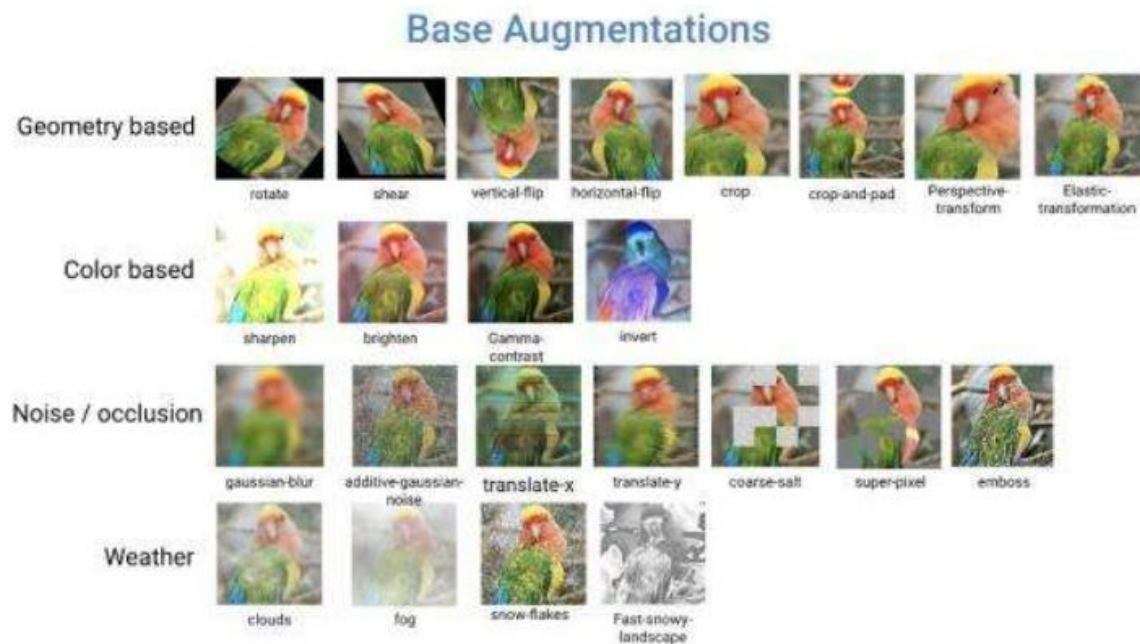 Base Augmentations
Geometry based
rotate
shear
vertical-flip
horizontal-flip
crop
crop-and-pad
Perspective-
transform
Elastic-
transformation
Color based
sharpen
brighten
Gamma-
contrast
invert
Noise / occlusion
gaussian-blur
additive-gaussian-
noise
translate-x
translate-y
coarse-salt
super-pixel
emboss
Weather
clouds
fog
snow-flakes
Fast-snowy-
landscape